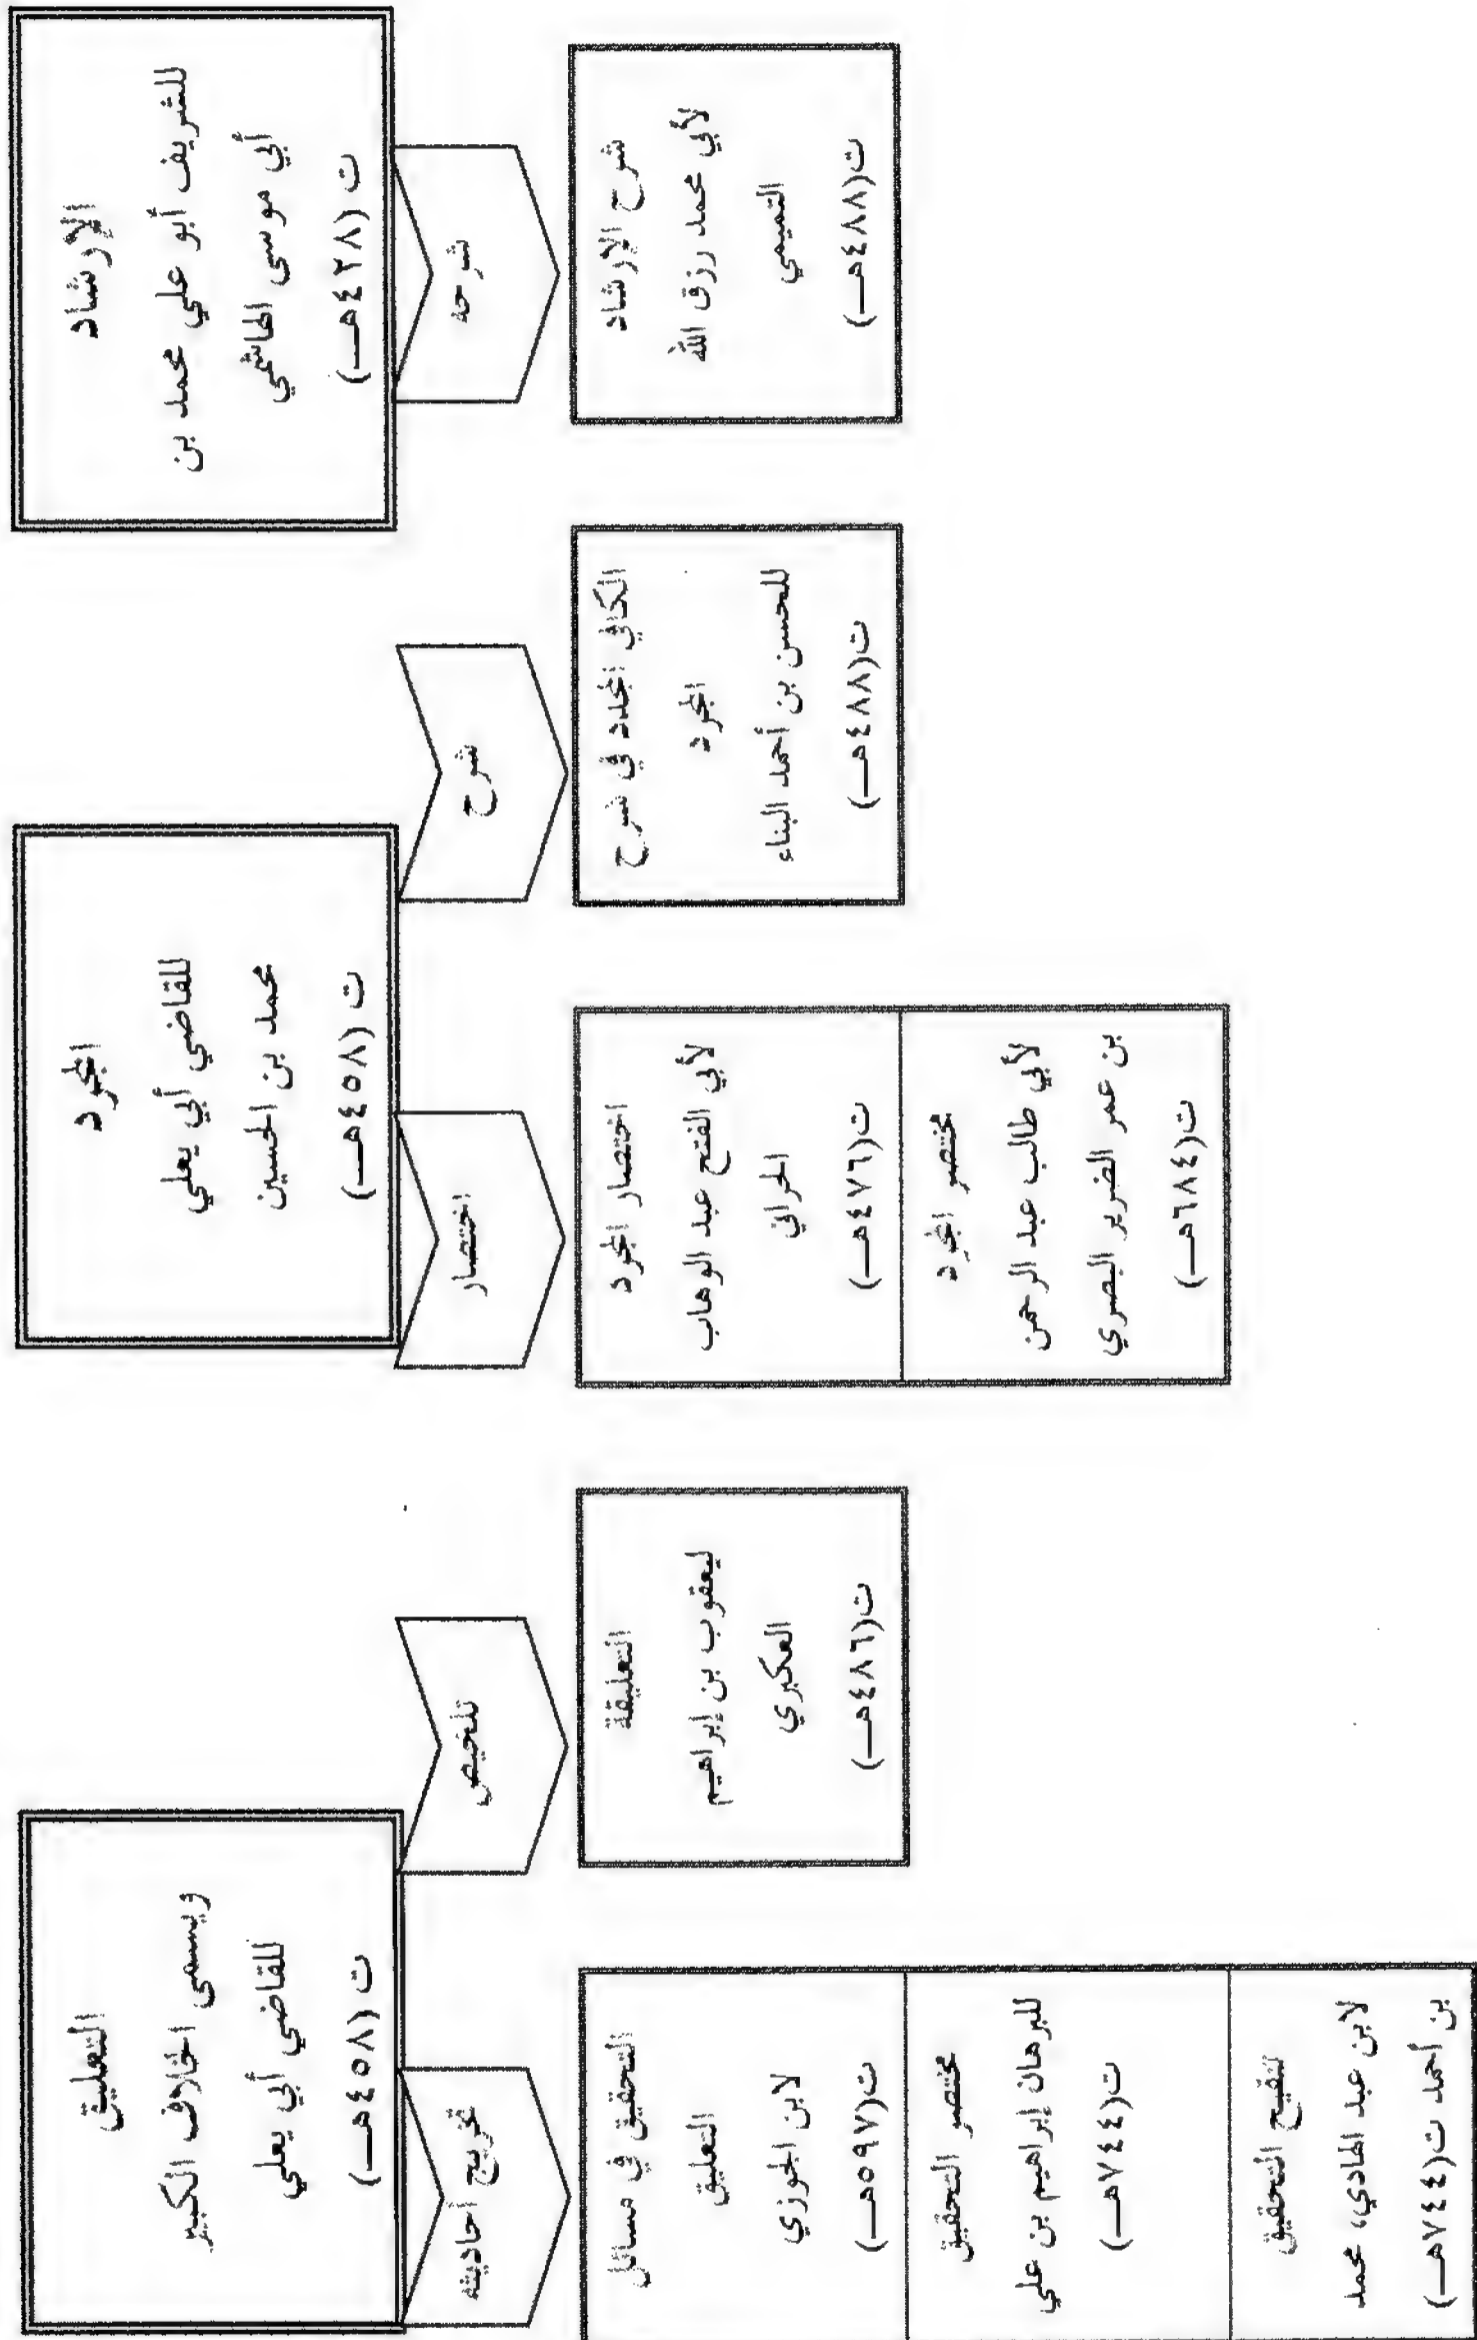 الإرشاد
للشريف أبو علي محمد بن
أبي موسى الهاشمي
ت (٤٢٨هـ)
شرحه
شرح الإرشاد
لأبي محمد رزق الله
التميمي
ت(٤٨٨هـ)
المجرد
للقاضي أبي يعلي
محمد بن الحسين
ت (٤٥٨هـ)
شرح
الكافي المجدد في شرح
المجرد
للحسن بن أحمد البناء
ت(٤٨٨هـ)
اختصار
اختصار المجرد
لأبي الفتح عبد الوهاب
الحراني
ت(٤٧٦هـ)
مختصر المجرد
لأبي طالب عبد الرحمن
بن عمر الضرير البصري
ت(٦٨٤هـ)
التعليق
ويسمى الخلاف الكبير
للقاضي أبي يعلي
ت (٤٥٨هـ)
تلخيص
التعليقة
ليعقوب بن إبراهيم
العكبري
ت(٤٨٦هـ)
تخريج أحاديثه
التحقيق في مسائل
التعليق
لابن الجوزي
ت(٥٩٧هـ)
مختصر التحقيق
للبرهان إبراهيم بن علي
ت(٧٤٤هـ)
تنقيح التحقيق
لابن عبد الهادي، محمد
بن أحمد ت(٧٤٤هـ)